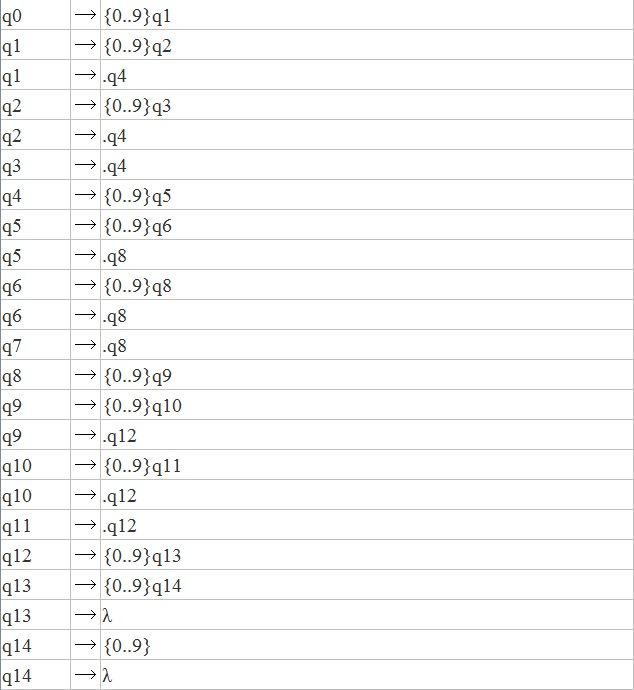 q0 → {0..9}q1
q1 → {0..9}q2
q1 → .q4
q2 → {0..9}q3
q2 → .q4
q3 → .q4
q4 → {0..9}q5
q5 → {0..9}q6
q5 → .q8
q6 → {0..9}q8
q6 → .q8
q7 → .q8
q8 → {0..9}q9
q9 → {0..9}q10
q9 → .q12
q10 → {0..9}q11
q10 → .q12
q11 → .q12
q12 → {0..9}q13
q13 → {0..9}q14
q13 → λ
q14 → {0..9}
q14 → λ